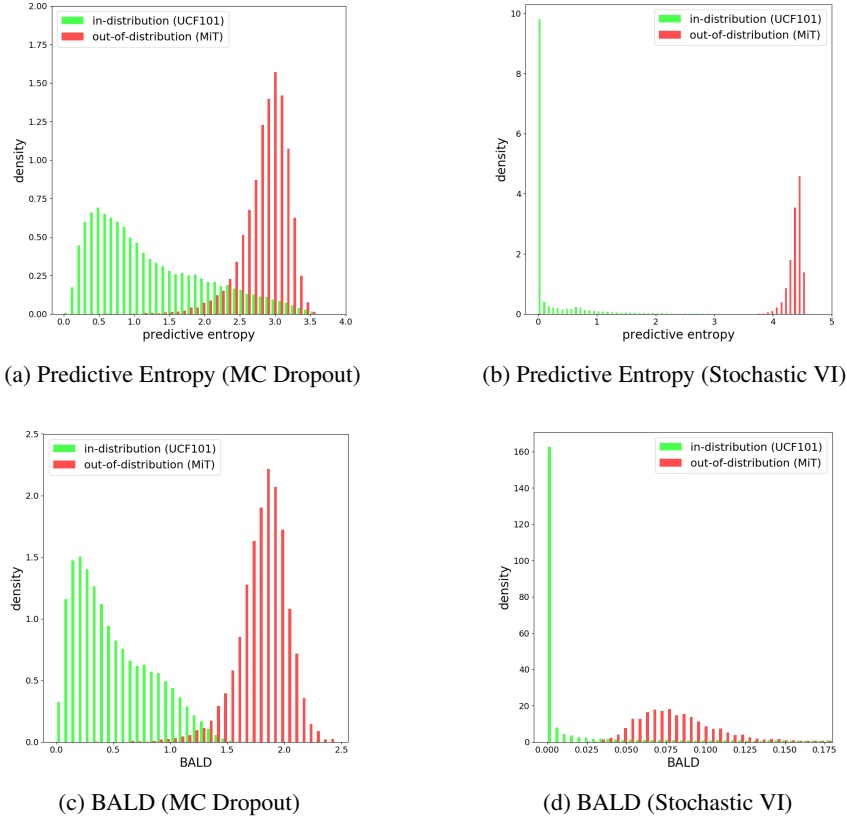 2.00
1.75
1.50
1.25
1.00
0.75
0.50
0.25
0.00
density
in-distribution (UCF101)
out-of-distribution (MiT)
0.0 0.5 1.0 1.5 2.0 2.5 3.0 3.5 4.0
predictive entropy
(a) Predictive Entropy (MC Dropout)
10
8
6
4
2
0
density
in-distribution (UCF101)
out-of-distribution (MiT)
0 1 2 3 4 5
predictive entropy
(b) Predictive Entropy (Stochastic VI)
2.5
2.0
1.5
1.0
0.5
0.0
density
in-distribution (UCF101)
out-of-distribution (MiT)
0.0 0.5 1.0 1.5 2.0 2.5
BALD
(c) BALD (MC Dropout)
160
140
120
100
80
60
40
20
0
density
in-distribution (UCF101)
out-of-distribution (MiT)
0.000 0.025 0.050 0.075 0.100 0.125 0.150 0.175
BALD
(d) BALD (Stochastic VI)